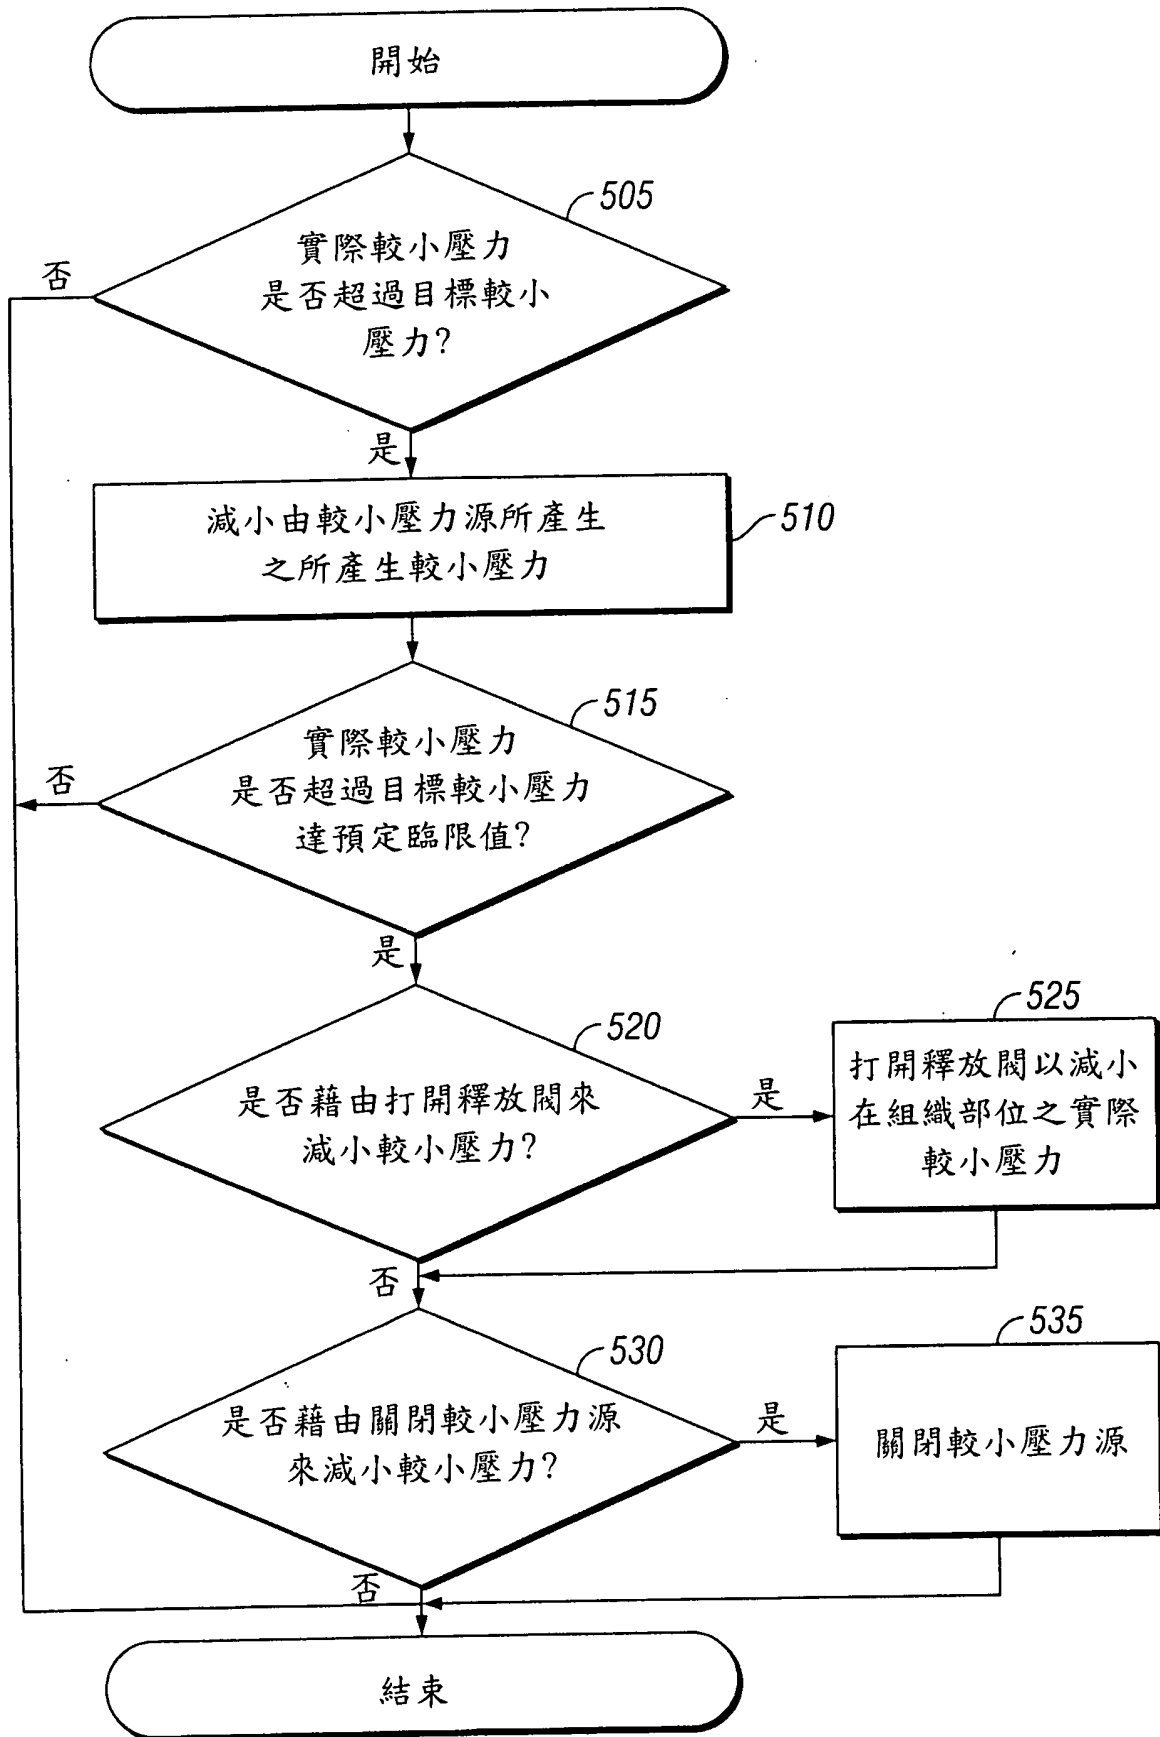 開始
505
實際較小壓力
是否超過目標較小
壓力?
否
是
減小由較小壓力源所產生
之所產生較小壓力
510
515
實際較小壓力
是否超過目標較小壓力
達預定臨限值?
否
是
520
是否藉由打開釋放閥來
減小較小壓力?
是
525
打開釋放閥以減小
在組織部位之實際
較小壓力
否
530
是否藉由關閉較小壓力源
來減小較小壓力?
是
535
關閉較小壓力源
否
結束